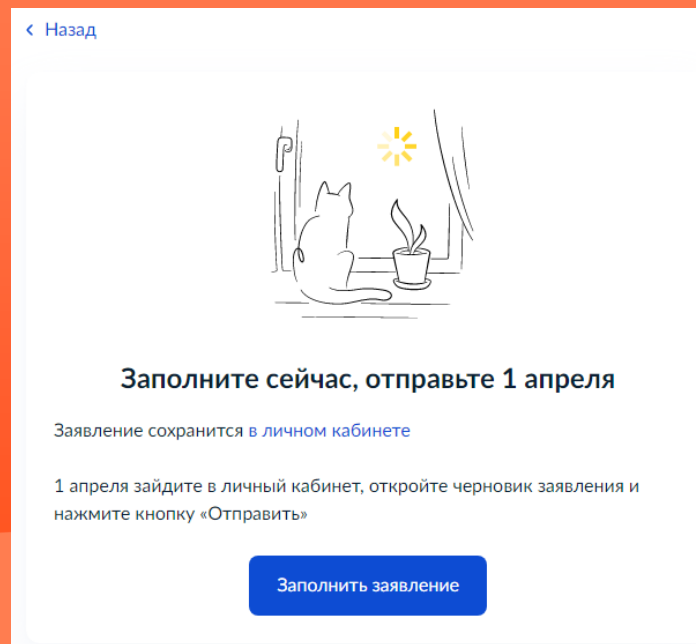 Назад
Заполните сейчас, отправьте 1 апреля
Заявление сохранится в личном кабинете
1 апреля зайдите в личный кабинет, откройте черновик заявления и
нажмите кнопку «Отправить»
Заполнить заявление